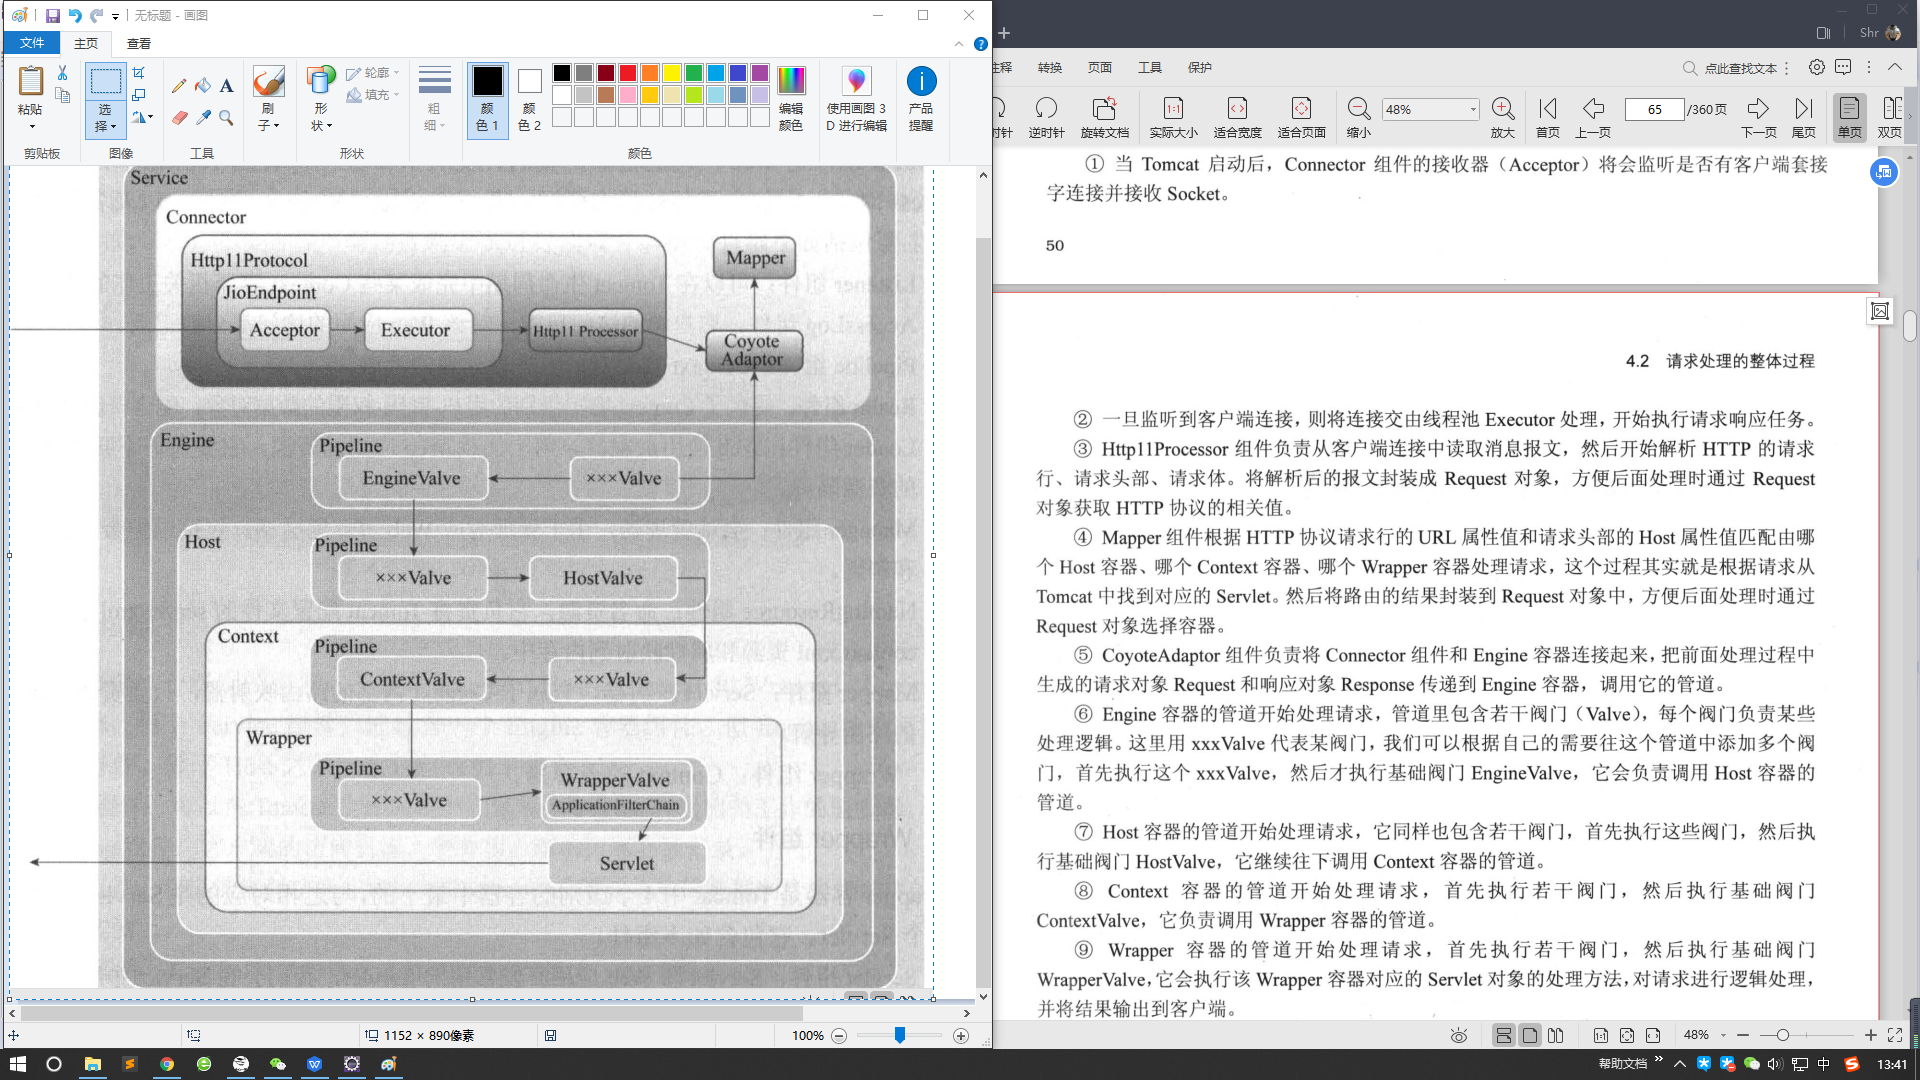 无标题 - 画图
文件
主页
查看
粘贴
剪贴板
选择
图像
工具
刷子
形状
轮廓
填充
形状
粗细
颜色 1
颜色 2
编辑颜色
颜色
使用画图 3D 进行编辑
产品提醒
Service
Connector
Http11Protocol
Mapper
JioEndpoint
Acceptor
Executor
Http11 Processor
Coyote
Adaptor
Engine
Pipeline
EngineValve
×××Valve
Host
Pipeline
×××Valve
HostValve
Context
Pipeline
ContextValve
×××Valve
Wrapper
Pipeline
WrapperValve
×××Valve
ApplicationFilterChain
Servlet
1152 × 890像素
100%
Shr
注释
转换
页面
工具
保护
点此查找文本
时针
逆时针
旋转文档
实际大小
适合宽度
适合页面
缩小
48%
放大
首页
上一页
65
/360页
下一页
尾页
单页
双页
① 当 Tomcat 启动后，Connector 组件的接收器（Acceptor）将会监听是否有客户端套接
字连接并接收 Socket。
50
4.2 请求处理的整体过程
② 一旦监听到客户端连接，则将连接交由线程池 Executor 处理，开始执行请求响应任务。
③ Http11Processor 组件负责从客户端连接中读取消息报文，然后开始解析 HTTP 的请求
行、请求头部、请求体。将解析后的报文封装成 Request 对象，方便后面处理时通过 Request
对象获取 HTTP 协议的相关值。
④ Mapper 组件根据 HTTP 协议请求行的 URL 属性值和请求头部的 Host 属性值匹配由哪
个 Host 容器、哪个 Context 容器、哪个 Wrapper 容器处理请求，这个过程其实就是根据请求从
Tomcat 中找到对应的 Servlet。然后将路由的结果封装到 Request 对象中，方便后面处理时通过
Request 对象选择容器。
⑤ CoyoteAdaptor 组件负责将 Connector 组件和 Engine 容器连接起来，把前面处理过程中
生成的请求对象 Request 和响应对象 Response 传递到 Engine 容器，调用它的管道。
⑥ Engine 容器的管道开始处理请求，管道里包含若干阀门（Valve），每个阀门负责某些
处理逻辑。这里用 xxxValve 代表某阀门，我们可以根据自己的需要往这个管道中添加多个阀
门，首先执行这个 xxxValve，然后才执行基础阀门 EngineValve，它会负责调用 Host 容器的
管道。
⑦ Host 容器的管道开始处理请求，它同样也包含若干阀门，首先执行这些阀门，然后执
行基础阀门 HostValve，它继续往下调用 Context 容器的管道。
⑧ Context 容器的管道开始处理请求，首先执行若干阀门，然后执行基础阀门
ContextValve，它负责调用 Wrapper 容器的管道。
⑨ Wrapper 容器的管道开始处理请求，首先执行若干阀门，然后执行基础阀门
WrapperValve，它会执行该 Wrapper 容器对应的 Servlet 对象的处理方法，对请求进行逻辑处理，
并将结果输出到客户端。
48%
帮助文档
中
13:41